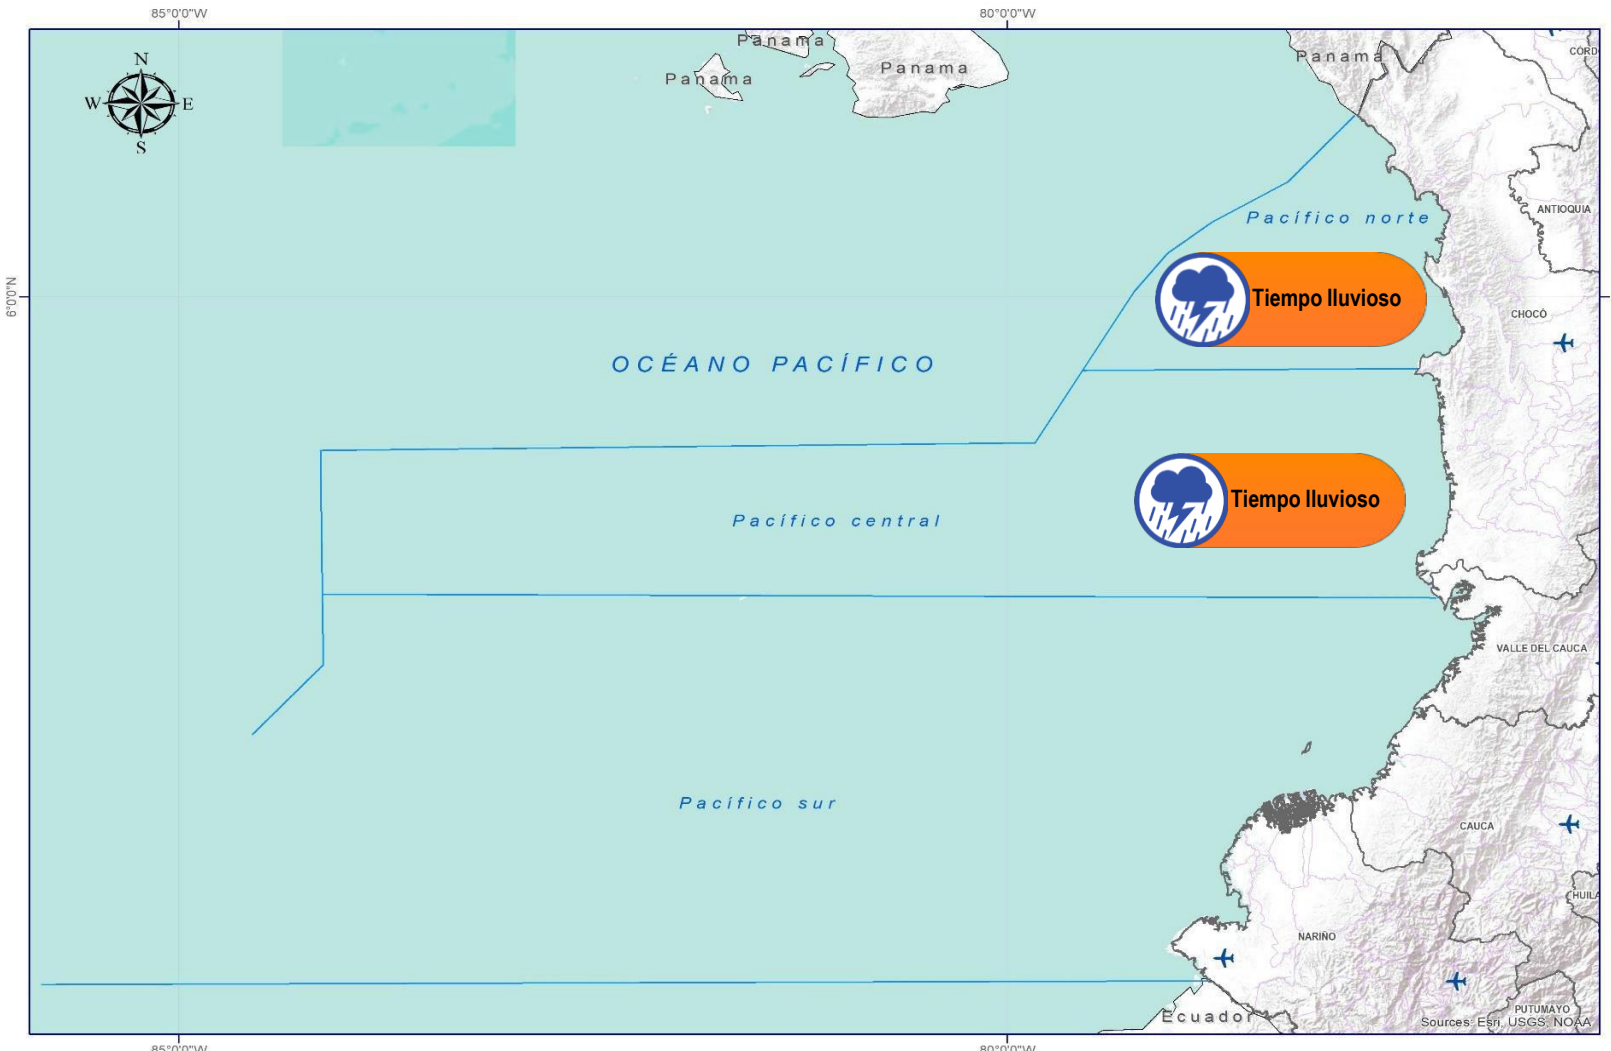 85°0'0"W
80°0'0"W
N
W
E
S
Panama
Panama
Panama
Panama
CÓRD
Pacífico norte
ANTIOQUIA
6°0'0"N
Tiempo lluvioso
CHOCÓ
OCÉANO PACÍFICO
Tiempo lluvioso
Pacífico central
VALLE DEL CAUCA
Pacífico sur
CAUCA
HUILA
NARIÑO
PUTUMAYO
Ecuador
Sources: Esri, USGS, NOAA
85°0'0"W
80°0'0"W